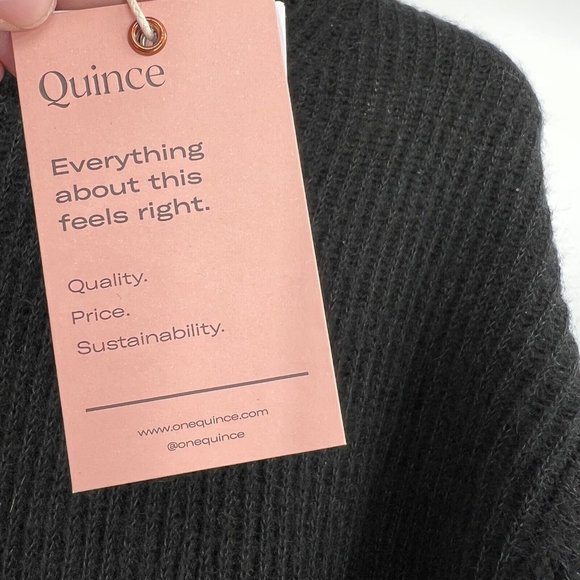 Quince
Everything
about this
feels right.
Quality.
Price.
Sustainability.
www.onequince.com
@onequince